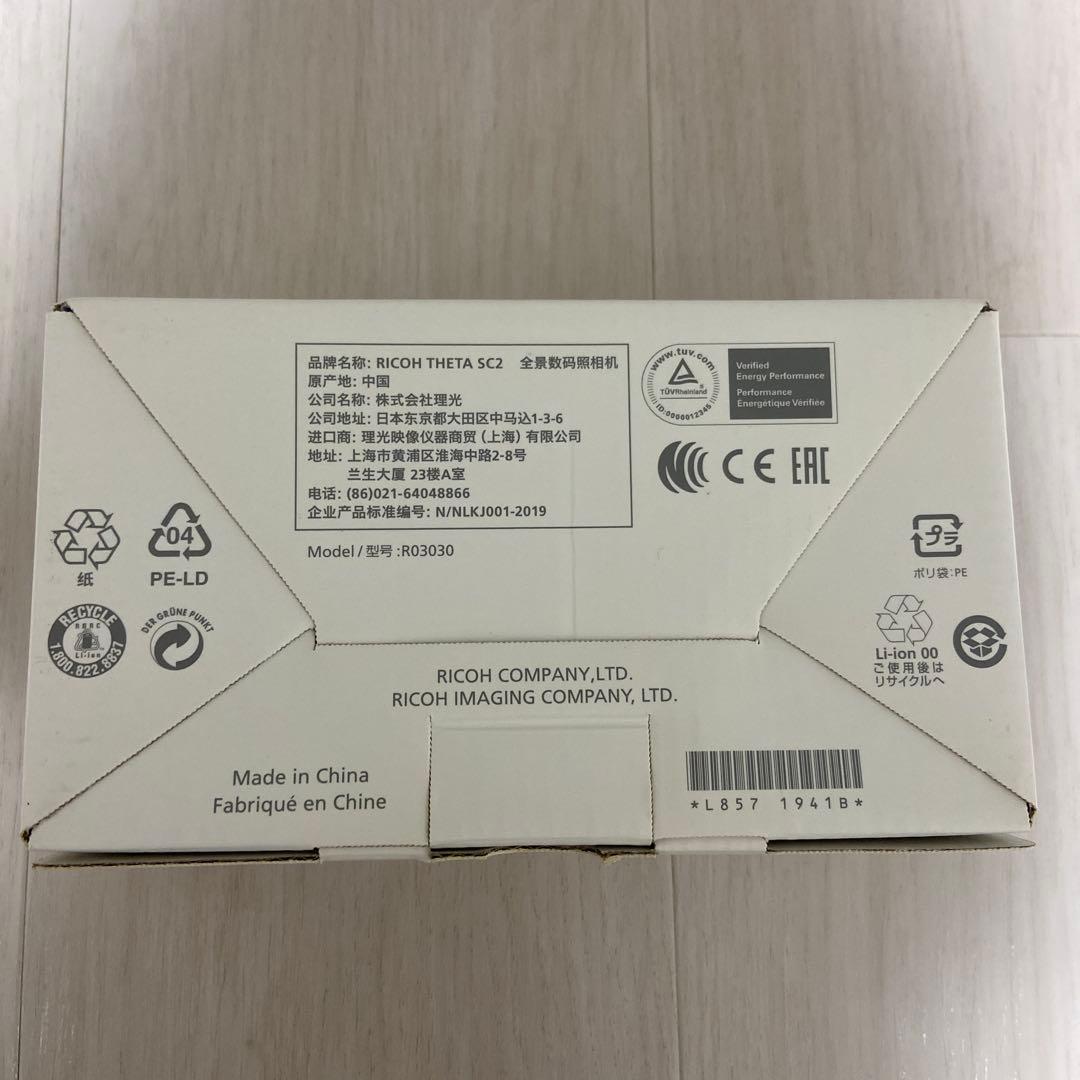 品牌名称: RICOH THETA SC2 全景数码照相机
原产地: 中国
公司名称: 株式会社理光
公司地址: 日本东京都大田区中马込1-3-6
进口商: 理光映像仪器商贸（上海）有限公司
地址: 上海市黄浦区淮海中路2-8号
兰生大厦 23楼A室
电话: (86)021-64048866
企业产品标准编号: N/NLKJ001-2019
Model / 型号 :R03030
www.tuv.com
TÜVRheinland®
ID:0000012345
Verified
Energy Performance
Performance
Énergétique Vérifiée
CE EAC
纸
04
PE-LD
RECYCLE
RBRC
Li-ion
1.800.822.8837
DER GRÜNE PUNKT
プラ
ポリ袋:PE
Li-ion 00
ご使用後は
リサイクルへ
RICOH COMPANY,LTD.
RICOH IMAGING COMPANY, LTD.
Made in China
Fabriqué en Chine
*L857 1941B*